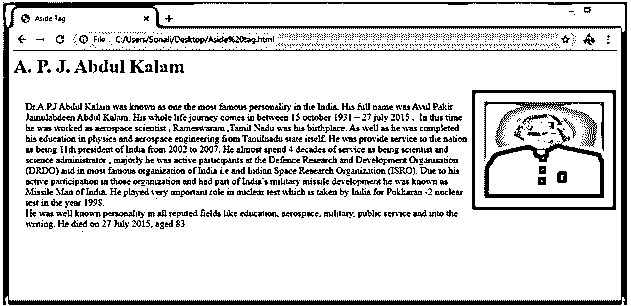 Aside Tag
File
C:/Users/Sonali/Desktop/Aside%20tag.html
A. P. J. Abdul Kalam
Dr.A.P.J Abdul Kalam was known as one the most famous personality in the India. His full name was Avul Pakir
Jainulabdeen Abdul Kalam. His whole life journey comes in between 15 october 1931 – 27 july 2015 . In this time
he was worked as aerospace scientist , Rameswaram ,Tamil Nadu was his birthplace. As well as he was completed
his education in physics and aerospace engineering from Tamilnadu state itself. He was provide service to the nation
as being 11th president of India from 2002 to 2007. He almost spend 4 decades of service as being scientist and
science administrator , majorly he was active participants at the Defence Research and Development Organisation
(DRDO) and in most famous organization of India i.e and Indian Space Research Organization (ISRO). Due to his
active participation in those organization and had part of India's military missile development he was known as
Missile Man of India. He played very important role in nuclear test which is taken by India for Pokharan -2 nuclear
test in the year 1998.
He was well known personality in all reputed fields like education, aerospace, military, public service and into the
writing. He died on 27 July 2015, aged 83